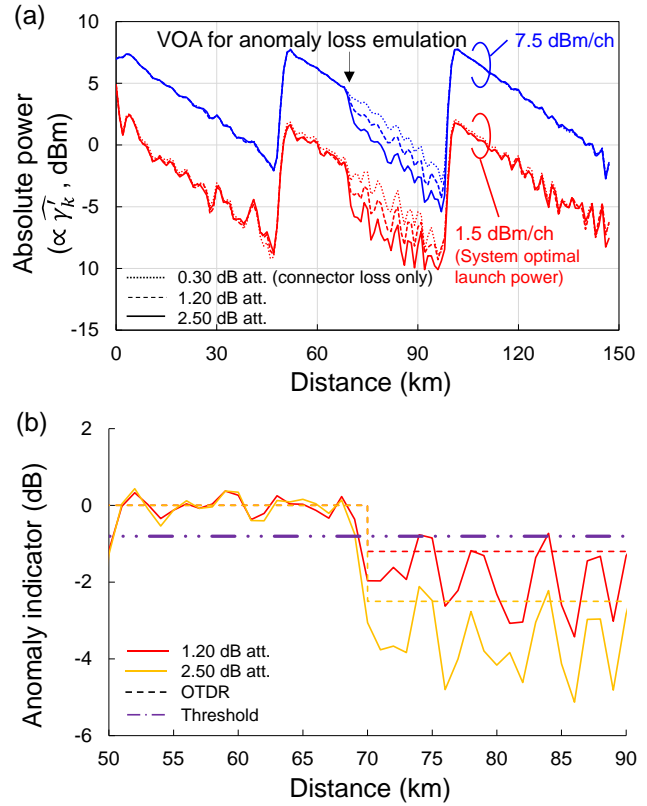 (a)
VOA for anomaly loss emulation
7.5 dBm/ch
Absolute power
(∝ γ̂'ₖ , dBm)
10
5
0
-5
10
-15
1.5 dBm/ch
(System optimal
launch power)
0.30 dB att. (connector loss only)
1.20 dB att.
2.50 dB att.
0 30 60 90 120 150
Distance (km)
(b)
Anomaly indicator (dB)
2
0
-2
-4
-6
1.20 dB att.
2.50 dB att.
OTDR
Threshold
50 55 60 65 70 75 80 85 90
Distance (km)